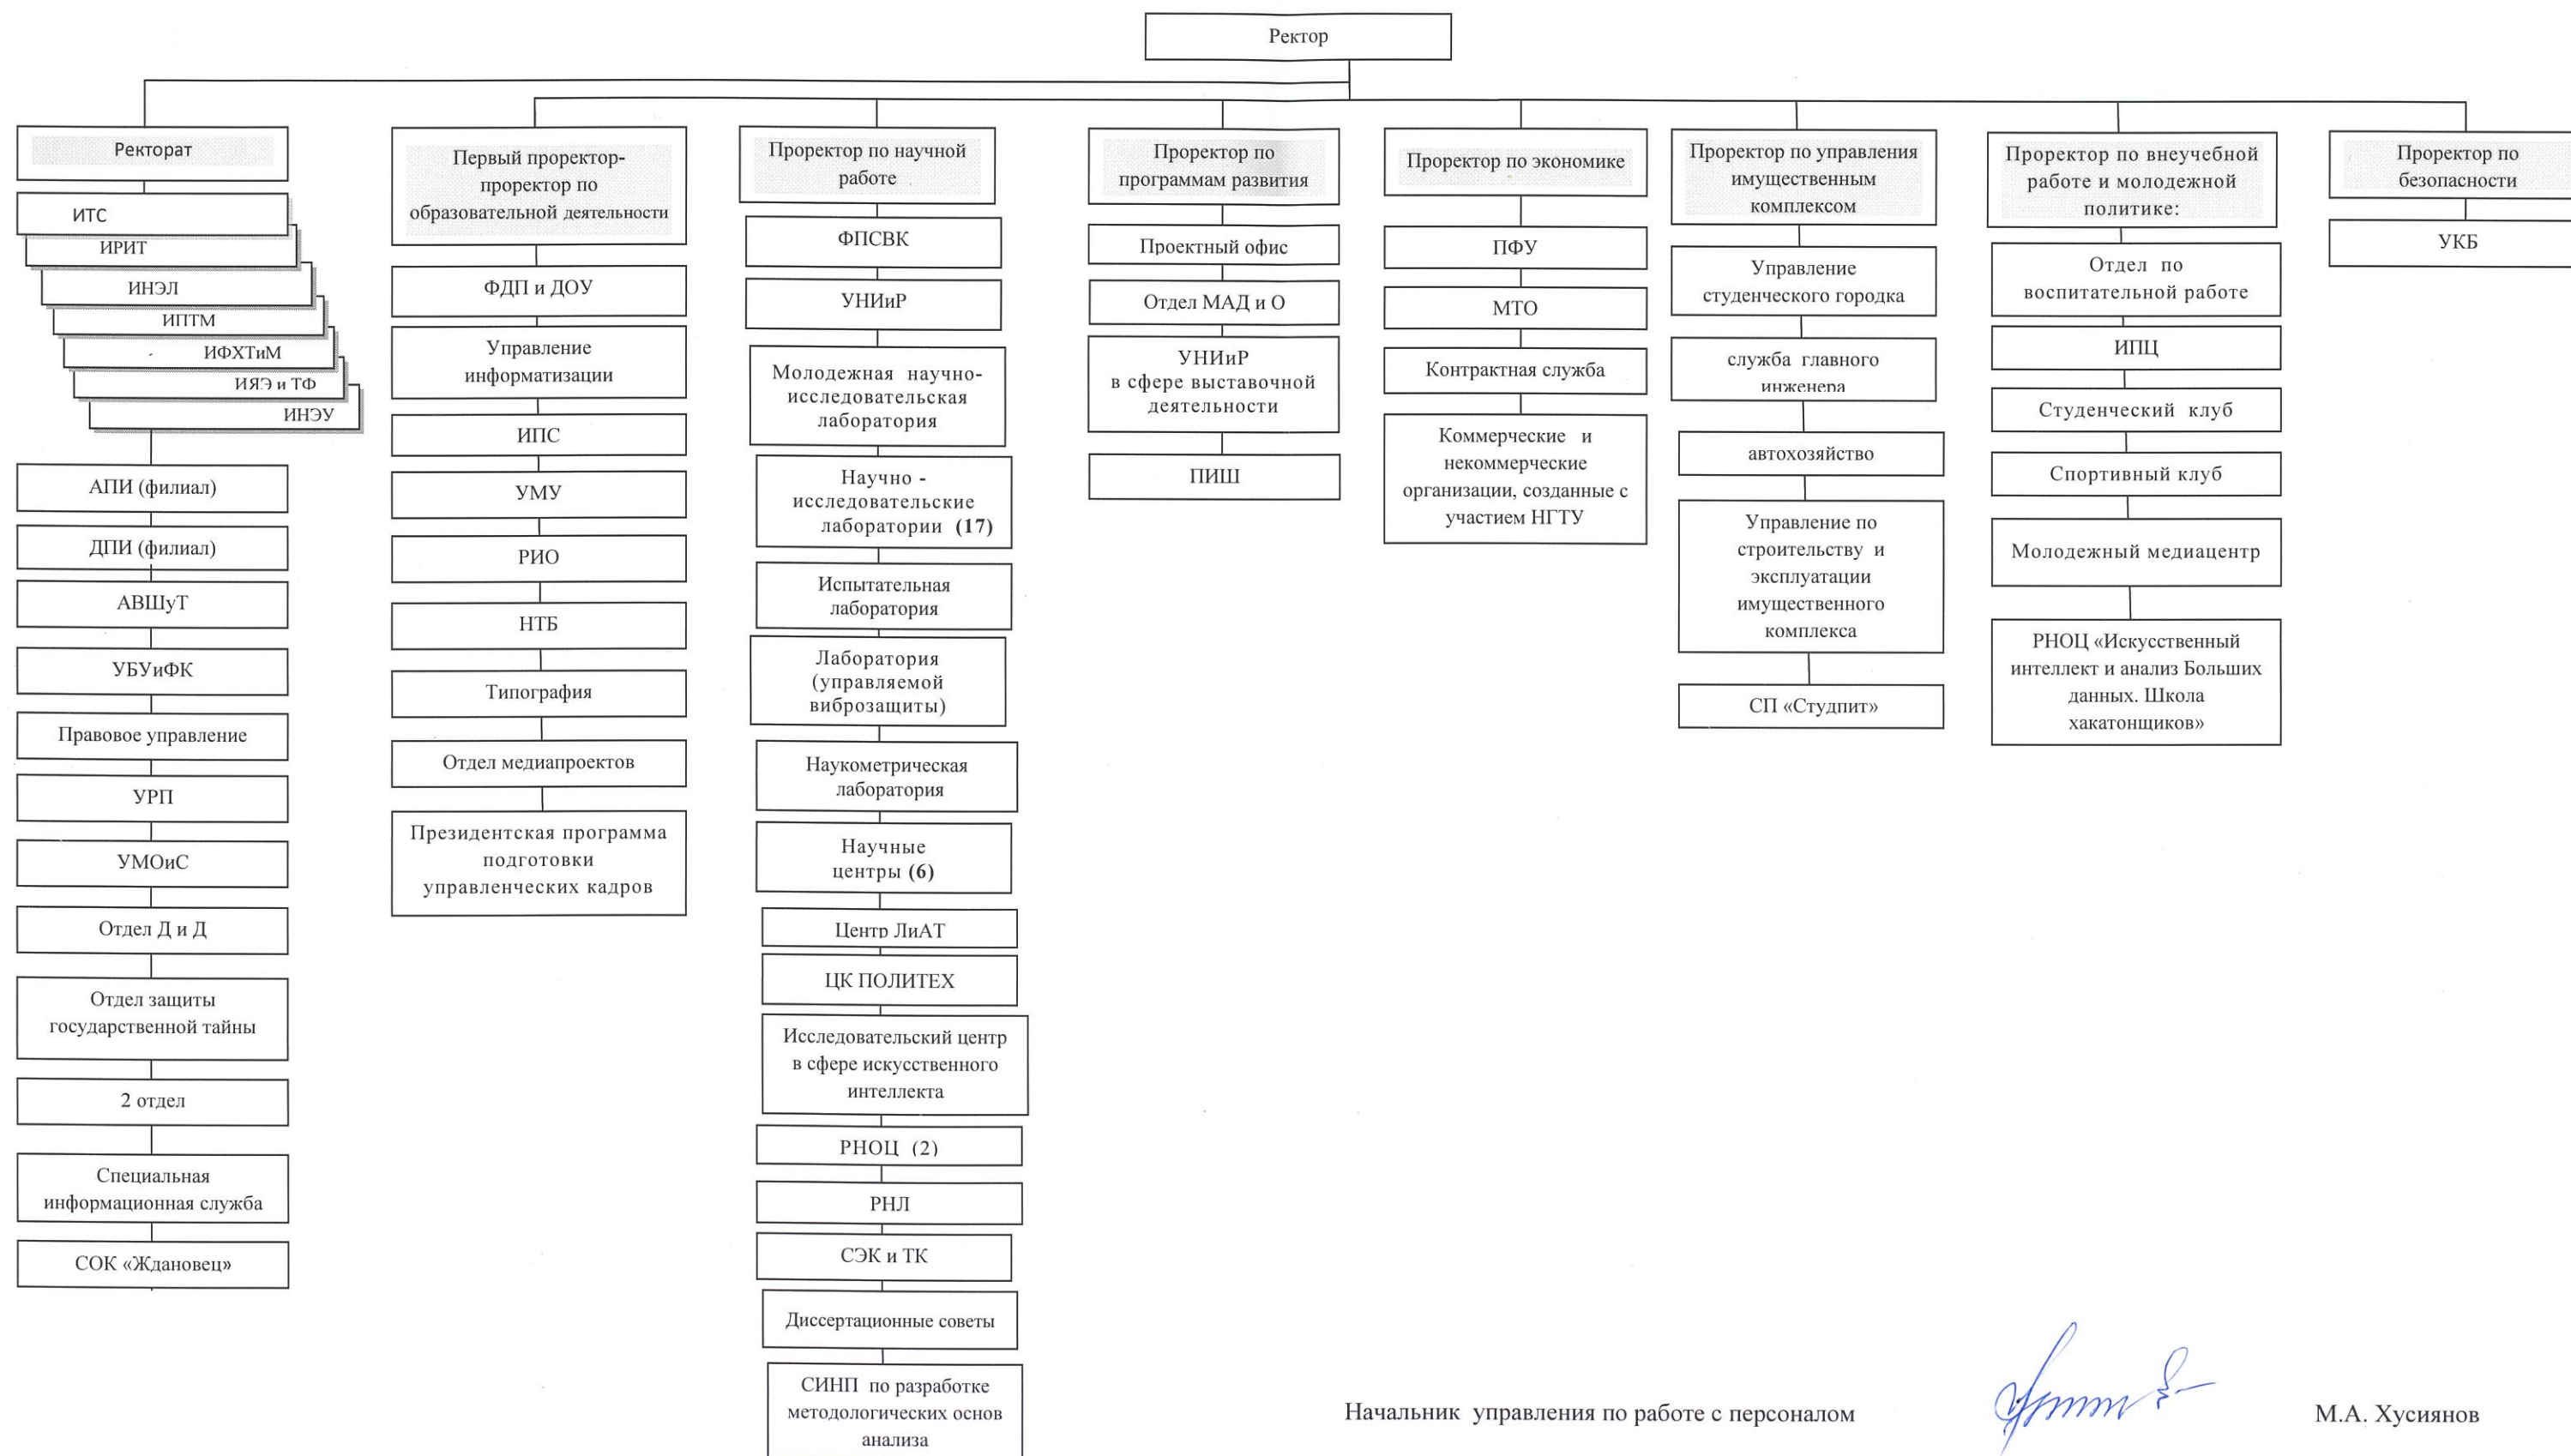 Ректор
Ректорат
ИТС
ИРИТ
ИНЭЛ
ИПТМ
ИФХТиМ
ИЯЭ и ТФ
ИНЭУ
АПИ (филиал)
ДПИ (филиал)
АВШуТ
УБУиФК
Правовое управление
УРП
УМОиС
Отдел Д и Д
Отдел защиты
государственной тайны
2 отдел
Специальная
информационная служба
СОК «Ждановец»
Первый проректор-
проректор по
образовательной деятельности
ФДП и ДОУ
Управление
информатизации
ИПС
УМУ
РИО
НТБ
Типография
Отдел медиапроектов
Президентская программа
подготовки
управленческих кадров
Проректор по научной
работе
ФПСВК
УНИиР
Молодежная научно-
исследовательская
лаборатория
Научно -
исследовательские
лаборатории (17)
Испытательная
лаборатория
Лаборатория
(управляемой
виброзащиты)
Наукометрическая
лаборатория
Научные
центры (6)
Центр ЛиАТ
ЦК ПОЛИТЕХ
Исследовательский центр
в сфере искусственного
интеллекта
РНОЦ (2)
РНЛ
СЭК и ТК
Диссертационные советы
СИНП по разработке
методологических основ
анализа
Проректор по
программам развития
Проектный офис
Отдел МАД и О
УНИиР
в сфере выставочной
деятельности
ПИШ
Проректор по экономике
ПФУ
МТО
Контрактная служба
Коммерческие и
некоммерческие
организации, созданные с
участием НГТУ
Проректор по управления
имущественным
комплексом
Управление
студенческого городка
служба главного
инженера
автохозяйство
Управление по
строительству и
эксплуатации
имущественного
комплекса
СП «Студпит»
Проректор по внеучебной
работе и молодежной
политике:
Отдел по
воспитательной работе
ИПЦ
Студенческий клуб
Спортивный клуб
Молодежный медиацентр
РНОЦ «Искусственный
интеллект и анализ Больших
данных. Школа
хакатонщиков»
Проректор по
безопасности
УКБ
Начальник управления по работе с персоналом
М.А. Хусиянов